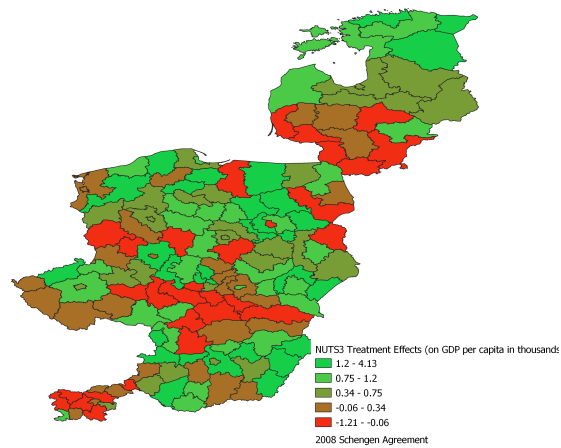 NUTS3 Treatment Effects (on GDP per capita in thousands
1.2 - 4.13
0.75 - 1.2
0.34 - 0.75
-0.06 - 0.34
-1.21 - -0.06
2008 Schengen Agreement